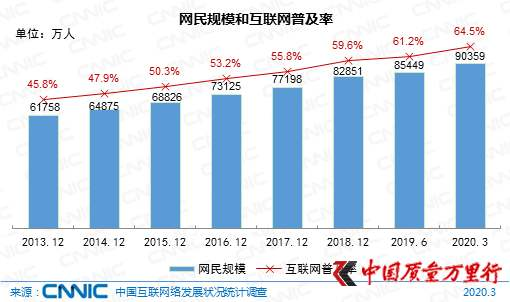 网民规模和互联网普及率
单位：万人
45.8% 47.9% 50.3% 53.2% 55.8% 59.6% 61.2% 64.5%
61758 64875 68826 73125 77198 82851 85449 90359
2013.12 2014.12 2015.12 2016.12 2017.12 2018.12 2019.6 2020.3
网民规模 互联网普及率
中国质量万里行
来源：CNNIC 中国互联网络发展状况统计调查 2020.3